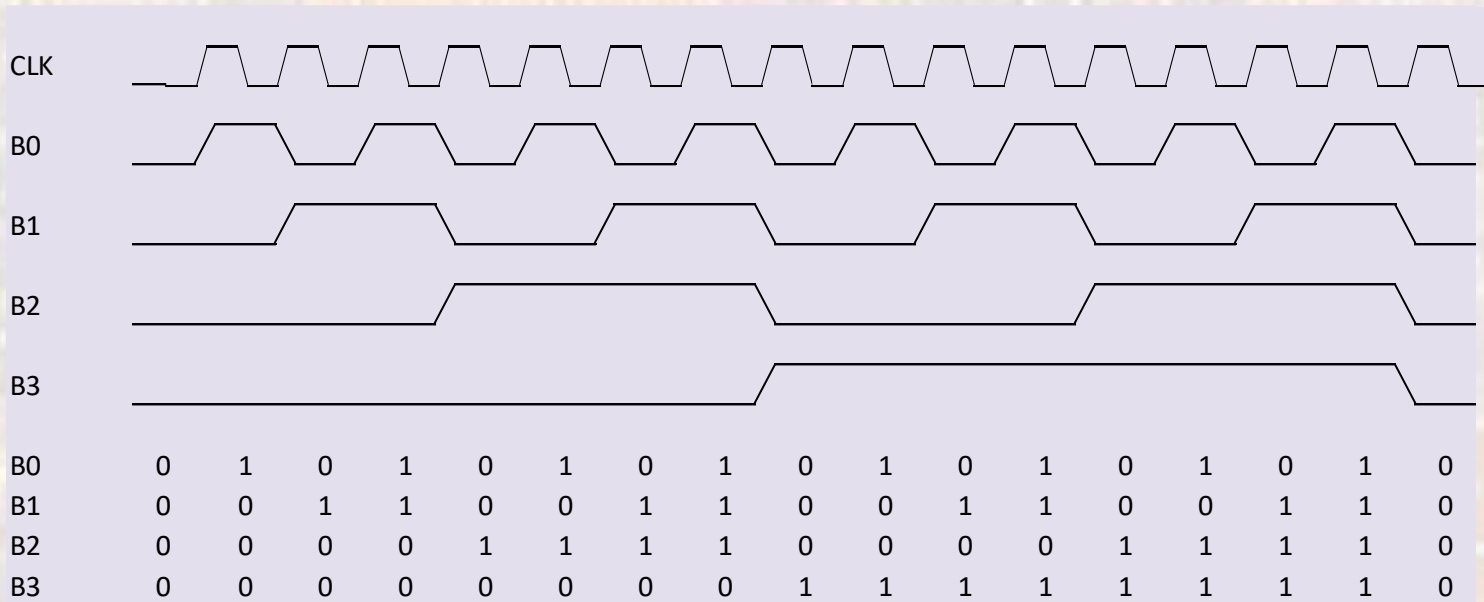 CLK
B0
B1
B2
B3
B0 0 1 0 1 0 1 0 1 0 1 0 1 0 1 0 1 0
B1 0 0 1 1 0 0 1 1 0 0 1 1 0 0 1 1 0
B2 0 0 0 0 1 1 1 1 0 0 0 0 1 1 1 1 0
B3 0 0 0 0 0 0 0 0 1 1 1 1 1 1 1 1 0